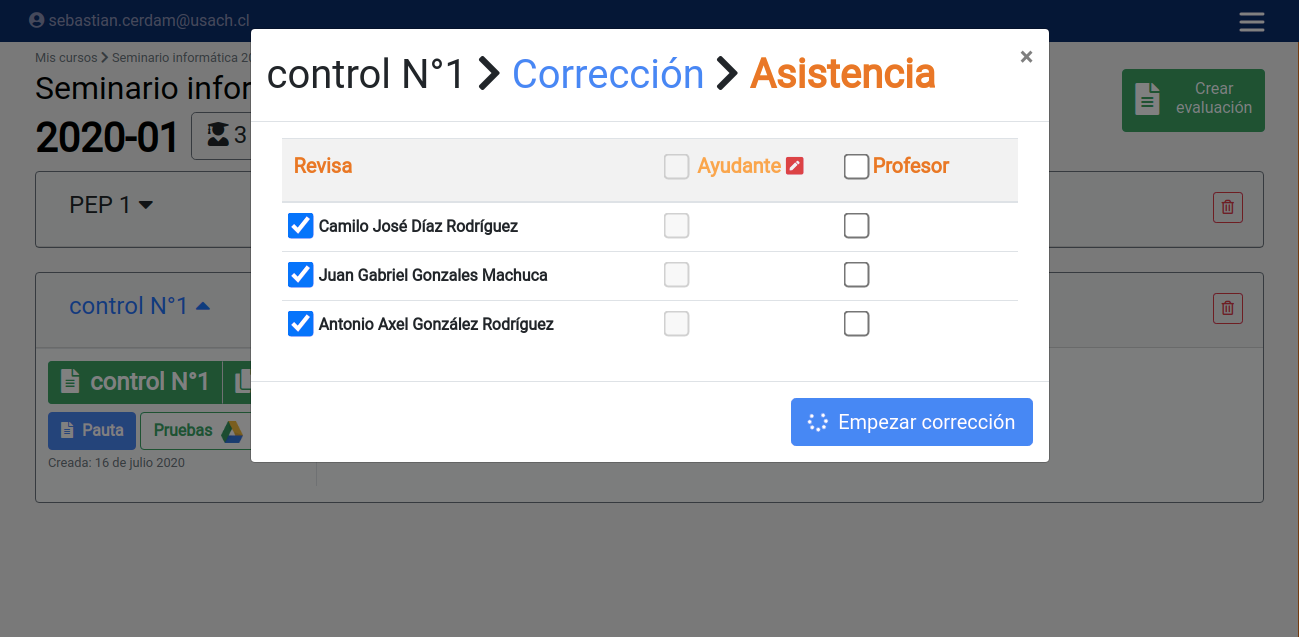 sebastian.cerdam@usach.cl
Mis cursos > Seminario informática 20
Seminario infor
2020-01
3
Crear
evaluación
control N°1 > Corrección > Asistencia
×
Revisa
Ayudante
Profesor
Camilo José Díaz Rodríguez
Juan Gabriel Gonzales Machuca
Antonio Axel González Rodríguez
Empezar corrección
PEP 1
control N°1
control N°1
Pauta
Pruebas
Creada: 16 de julio 2020